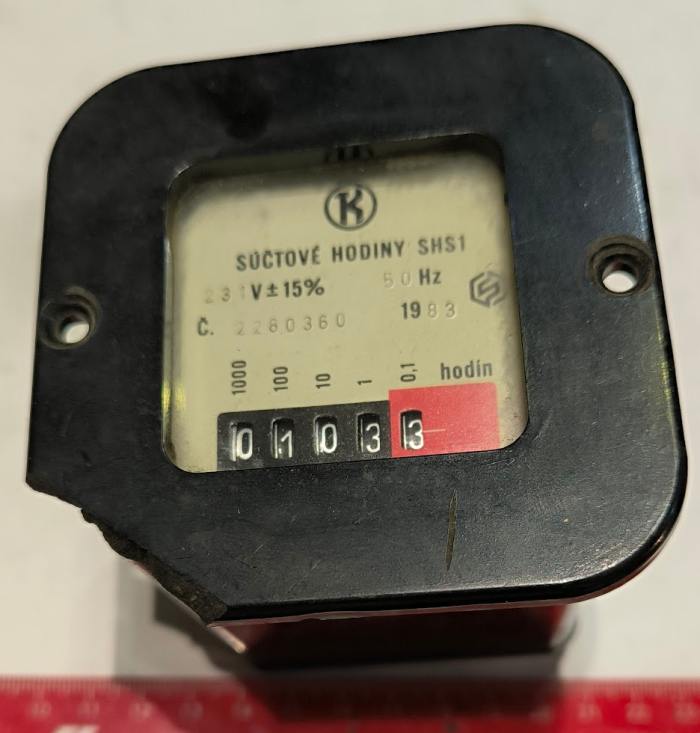 K
SÚČTOVÉ HODINY SHS1
231 V ± 15% 50 Hz
Č. 2280360 1983
1000 100 10 1 0,1 hodín
0 1 0 3 3